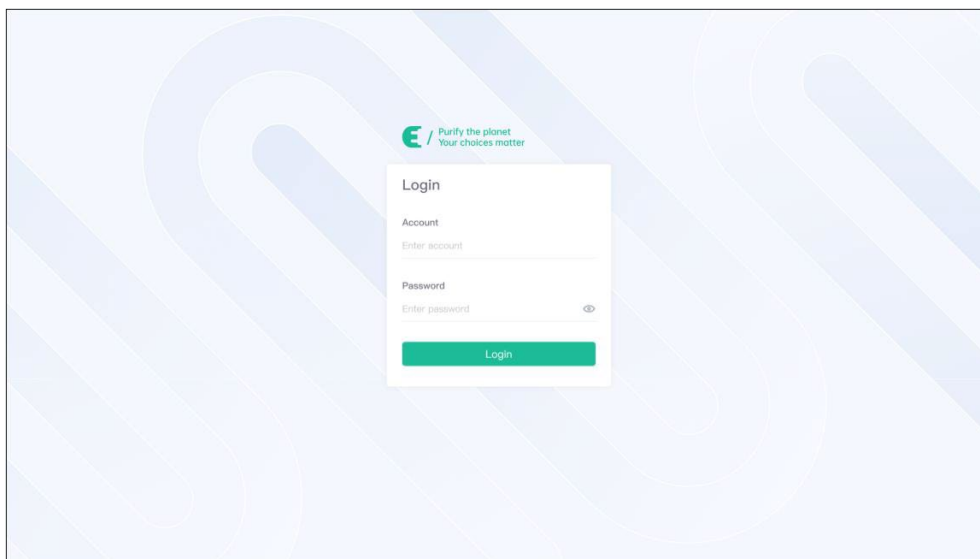 Purify the planet
Your choices matter
Login
Account
Enter account
Password
Enter password
Login